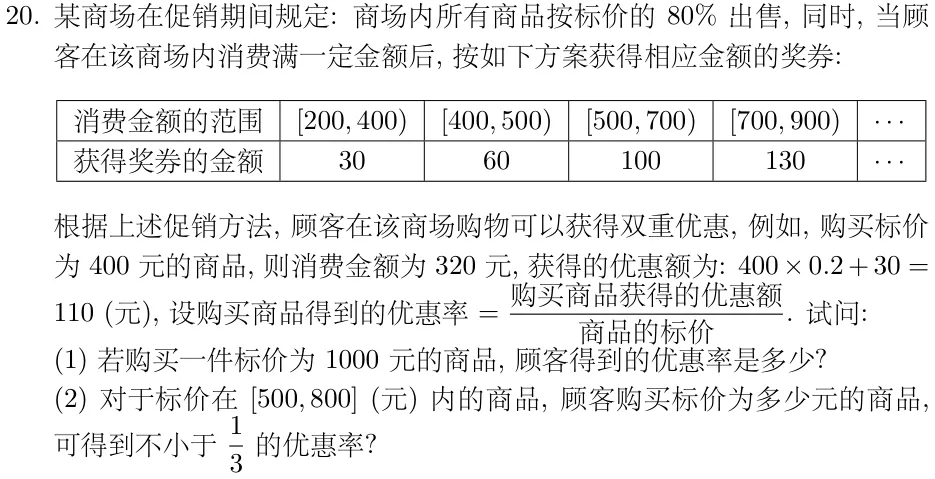 20. 某商场在促销期间规定: 商场内所有商品按标价的 80% 出售, 同时, 当顾
客在该商场内消费满一定金额后, 按如下方案获得相应金额的奖券:
消费金额的范围 [200, 400) [400, 500) [500, 700) [700, 900) ⋯
获得奖券的金额 30 60 100 130 ⋯
根据上述促销方法, 顾客在该商场购物可以获得双重优惠, 例如, 购买标价
为 400 元的商品, 则消费金额为 320 元, 获得的优惠额为: 400 × 0.2 + 30 =
110 (元), 设购买商品得到的优惠率 = 购买商品获得的优惠额/商品的标价. 试问:
(1) 若购买一件标价为 1000 元的商品, 顾客得到的优惠率是多少?
(2) 对于标价在 [500, 800] (元) 内的商品, 顾客购买标价为多少元的商品,
可得到不小于 1/3 的优惠率?